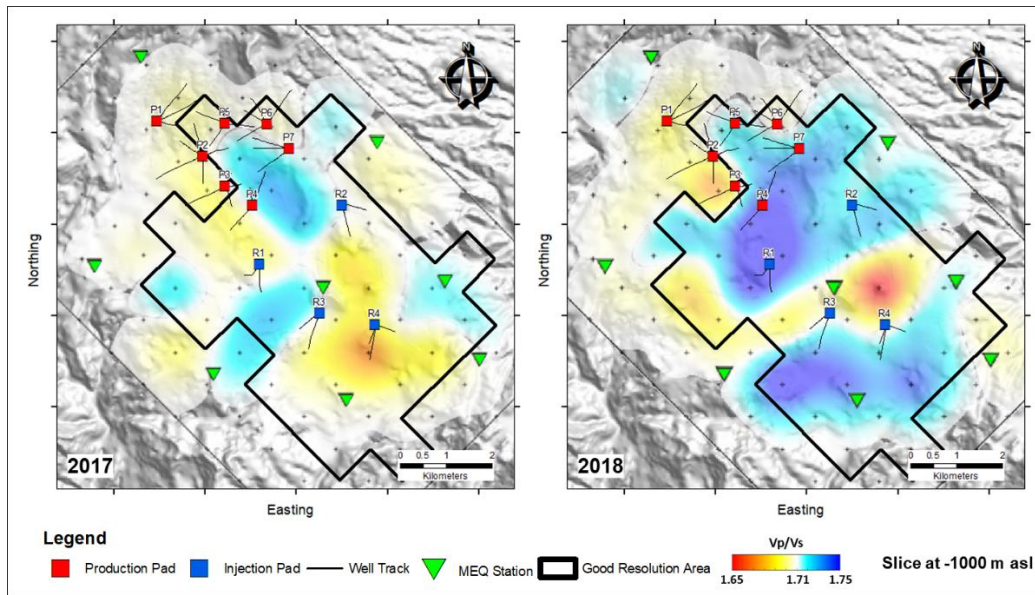 N
P1
P5
P6
P2
P7
P3
P4
R2
R1
R3
R4
2017
0 0.5 1 2
Kilometers
Northing
Easting
N
P1
P5
P6
P2
P7
P3
P4
R2
R1
R3
R4
2018
0 0.5 1 2
Kilometers
Northing
Easting
Legend
Production Pad
Injection Pad
Well Track
MEQ Station
Good Resolution Area
Vp/Vs
1.65 1.71 1.75
Slice at -1000 m asl